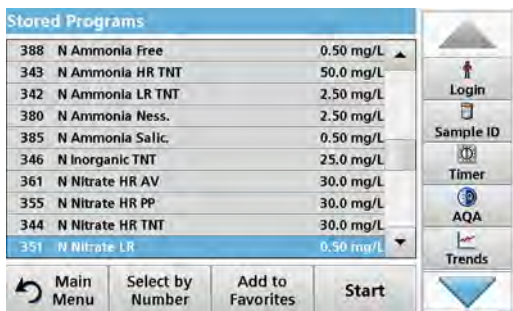 Stored Programs
388 N Ammonia Free 0.50 mg/L
343 N Ammonia HR TNT 50.0 mg/L
342 N Ammonia LR TNT 2.50 mg/L
380 N Ammonia Ness. 2.50 mg/L
385 N Ammonia Salic. 0.50 mg/L
346 N Inorganic TNT 25.0 mg/L
361 N Nitrate HR AV 30.0 mg/L
355 N Nitrate HR PP 30.0 mg/L
344 N Nitrate HR TNT 30.0 mg/L
351 N Nitrate LR 0.50 mg/L
Main Menu
Select by Number
Add to Favorites
Start
Login
Sample ID
Timer
AQA
Trends